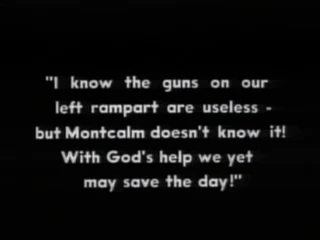 "I know the guns on our
left rampart are useless -
but Montcalm doesn't know it!
With God's help we yet
may save the day!"